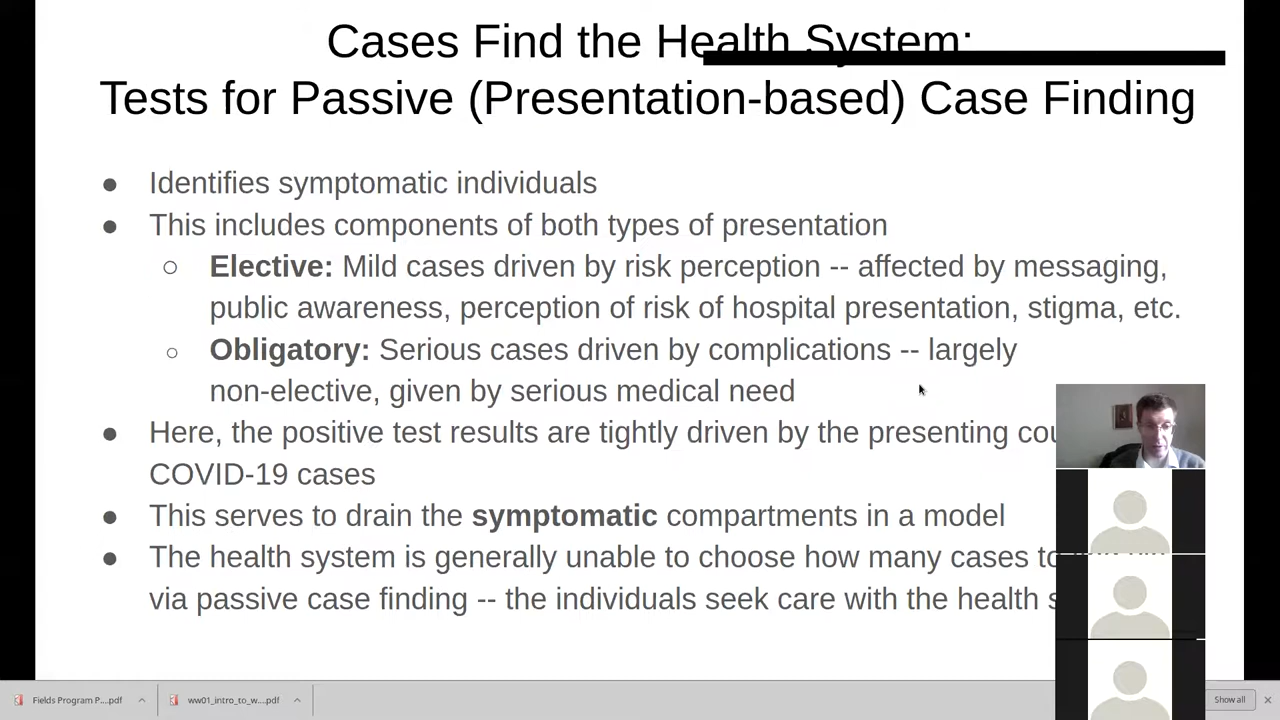 Cases Find the Health System:
Tests for Passive (Presentation-based) Case Finding
● Identifies symptomatic individuals
● This includes components of both types of presentation
○ Elective: Mild cases driven by risk perception -- affected by messaging,
public awareness, perception of risk of hospital presentation, stigma, etc.
○ Obligatory: Serious cases driven by complications -- largely
non-elective, given by serious medical need
● Here, the positive test results are tightly driven by the presenting
COVID-19 cases
● This serves to drain the symptomatic compartments in a model
● The health system is generally unable to choose how many cases to
via passive case finding -- the individuals seek care with the health
Fields Program P....pdf
ww01_intro_to_w....pdf
Show all